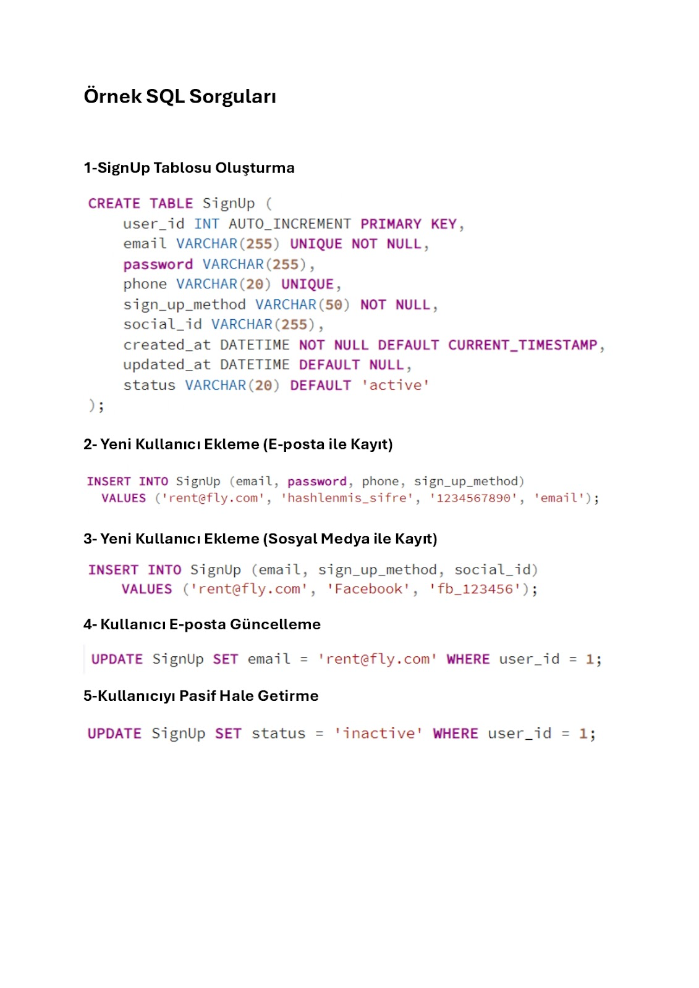 Örnek SQL Sorguları
1-SignUp Tablosu Oluşturma
CREATE TABLE SignUp (
user_id INT AUTO_INCREMENT PRIMARY KEY,
email VARCHAR(255) UNIQUE NOT NULL,
password VARCHAR(255),
phone VARCHAR(20) UNIQUE,
sign_up_method VARCHAR(50) NOT NULL,
social_id VARCHAR(255),
created_at DATETIME NOT NULL DEFAULT CURRENT_TIMESTAMP,
updated_at DATETIME DEFAULT NULL,
status VARCHAR(20) DEFAULT 'active'
);
2- Yeni Kullanıcı Ekleme (E-posta ile Kayıt)
INSERT INTO SignUp (email, password, phone, sign_up_method)
VALUES ('rent@fly.com', 'hashlenmis_sifre', '1234567890', 'email');
3- Yeni Kullanıcı Ekleme (Sosyal Medya ile Kayıt)
INSERT INTO SignUp (email, sign_up_method, social_id)
VALUES ('rent@fly.com', 'Facebook', 'fb_123456');
4- Kullanıcı E-posta Güncelleme
UPDATE SignUp SET email = 'rent@fly.com' WHERE user_id = 1;
5-Kullanıcıyı Pasif Hale Getirme
UPDATE SignUp SET status = 'inactive' WHERE user_id = 1;